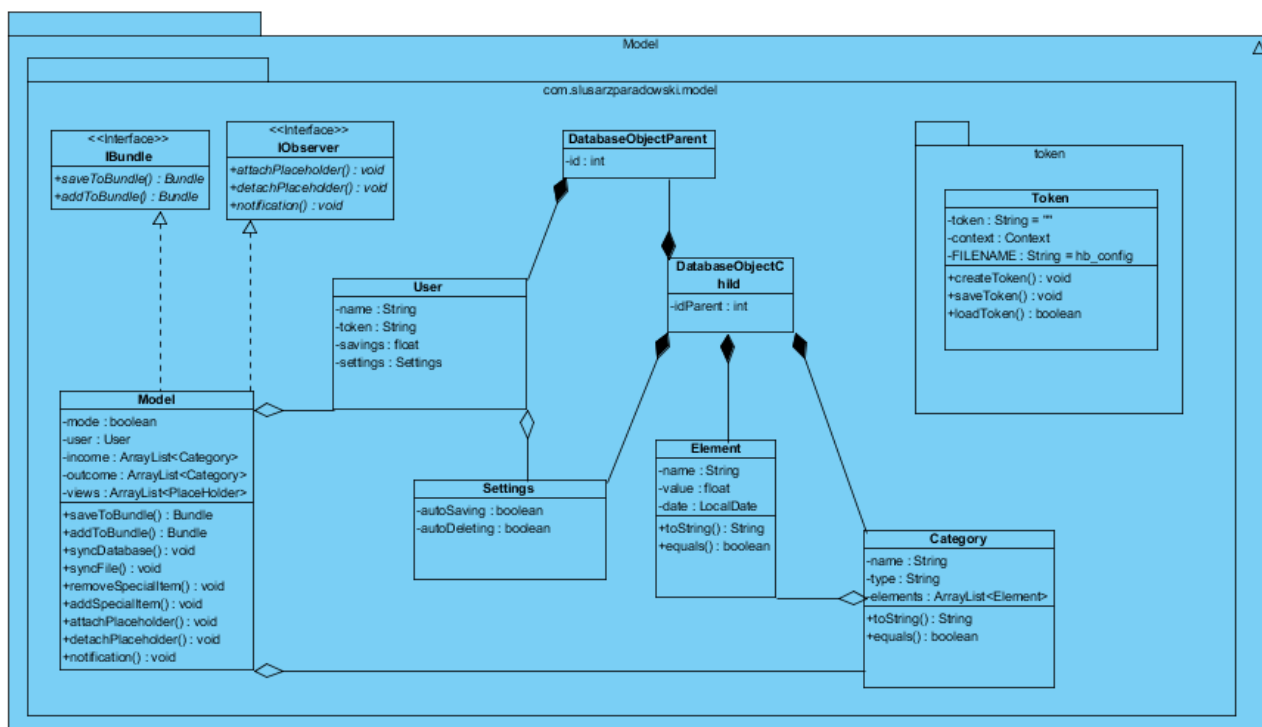 Model
com.slusarzparadowski.model
<<Interface>>
IBundle
+saveToBundle() : Bundle
+addToBundle() : Bundle
<<Interface>>
IObserver
+attachPlaceholder() : void
+detachPlaceholder() : void
+notification() : void
DatabaseObjectParent
-id : int
token
Token
-token : String = ""
-context : Context
-FILENAME : String = hb_config
+createToken() : void
+saveToken() : void
+loadToken() : boolean
DatabaseObjectC
hild
-idParent : int
User
-name : String
-token : String
-savings : float
-settings : Settings
Model
-mode : boolean
-user : User
-income : ArrayList<Category>
-outcome : ArrayList<Category>
-views : ArrayList<PlaceHolder>
+saveToBundle() : Bundle
+addToBundle() : Bundle
+syncDatabase() : void
+syncFile() : void
+removeSpecialItem() : void
+addSpecialItem() : void
+attachPlaceholder() : void
+detachPlaceholder() : void
+notification() : void
Settings
-autoSaving : boolean
-autoDeleting : boolean
Element
-name : String
-value : float
-date : LocalDate
+toString() : String
+equals() : boolean
Category
-name : String
-type : String
-elements : ArrayList<Element>
+toString() : String
+equals() : boolean